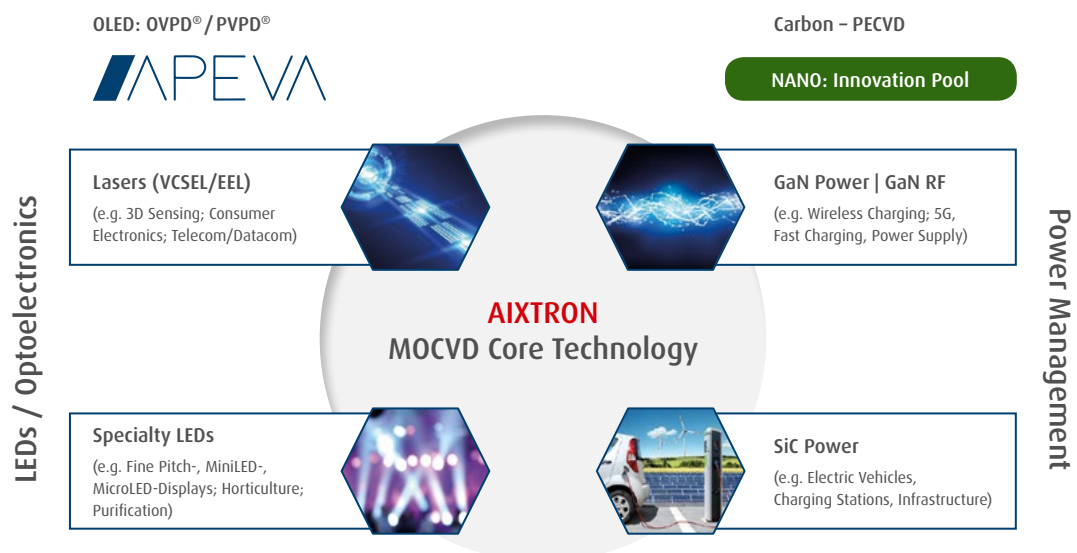 OLED: OVPD® / PVPD®
APEVA
Carbon – PECVD
NANO: Innovation Pool
LEDs / Optoelectronics
Lasers (VCSEL/EEL)
(e.g. 3D Sensing; Consumer
Electronics; Telecom/Datacom)
GaN Power | GaN RF
(e.g. Wireless Charging; 5G,
Fast Charging, Power Supply)
AIXTRON
MOCVD Core Technology
Specialty LEDs
(e.g. Fine Pitch-, MiniLED-,
MicroLED-Displays; Horticulture;
Purification)
SiC Power
(e.g. Electric Vehicles,
Charging Stations, Infrastructure)
Power Management